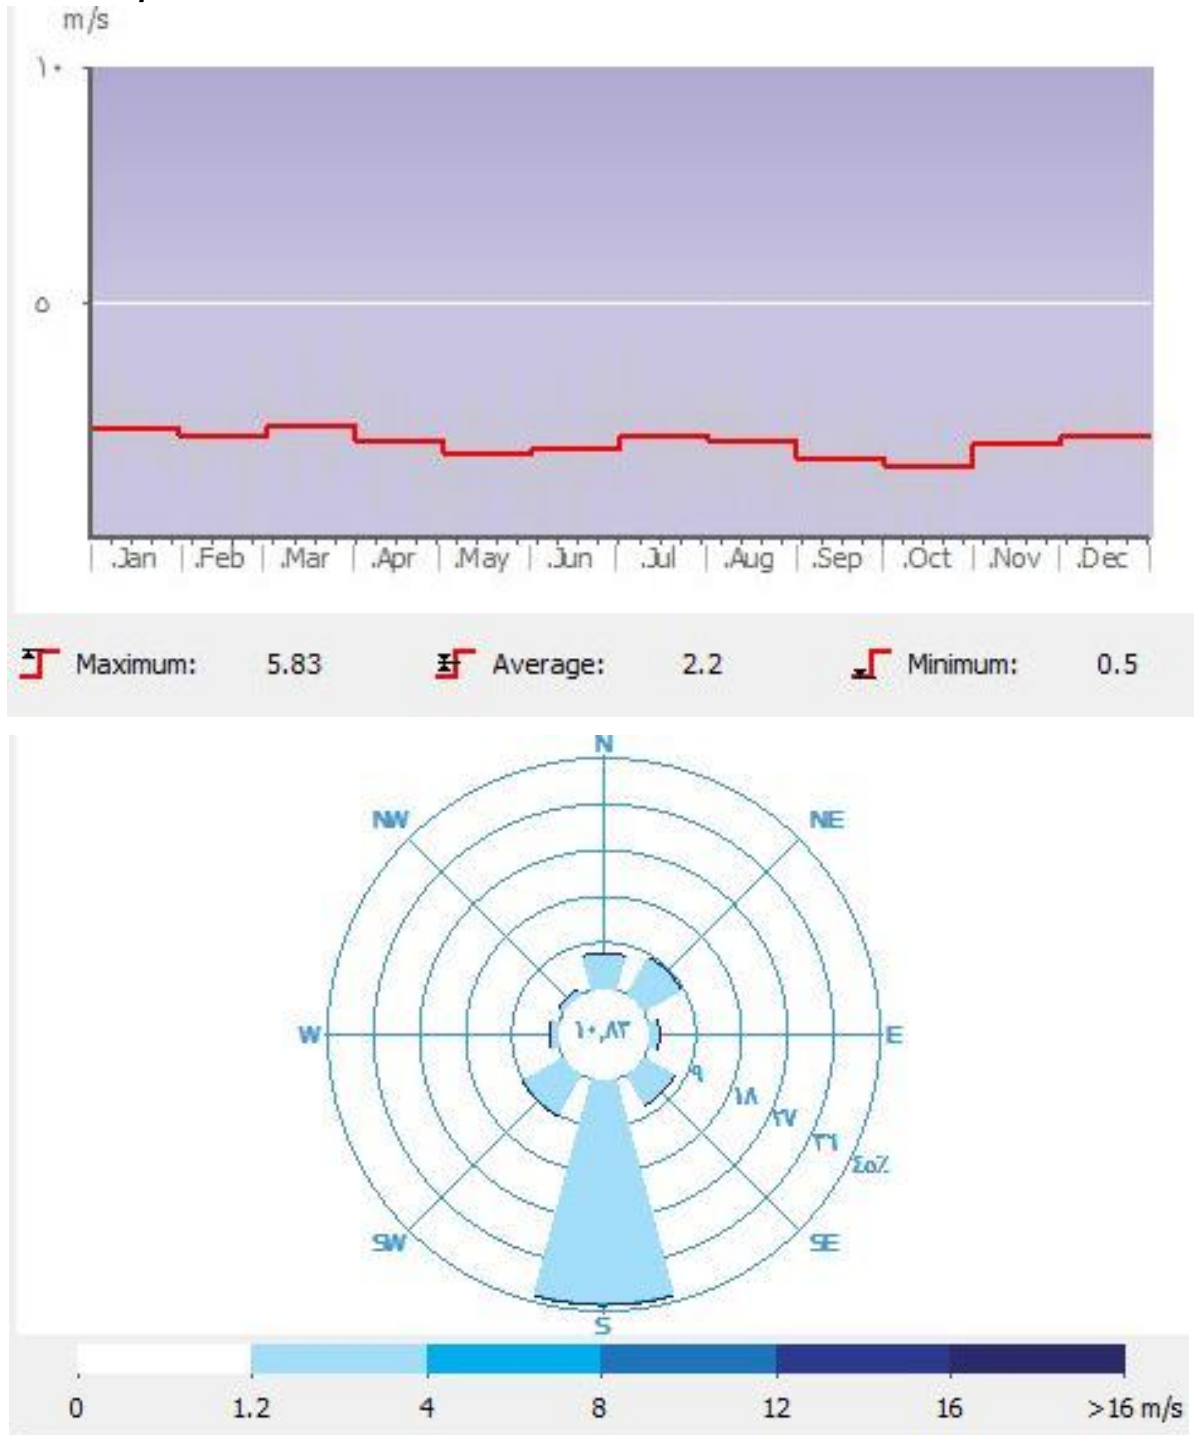 m/s
١٠
٥
.Jan .Feb .Mar .Apr .May .Jun .Jul .Aug .Sep .Oct .Nov .Dec
Maximum: 5.83 Average: 2.2 Minimum: 0.5
N
NW NE
W ١٠,٨٣ E
٩
١٨
٢٧
٣٦
٤٥٪
SW SE
S
0 1.2 4 8 12 16 >16 m/s